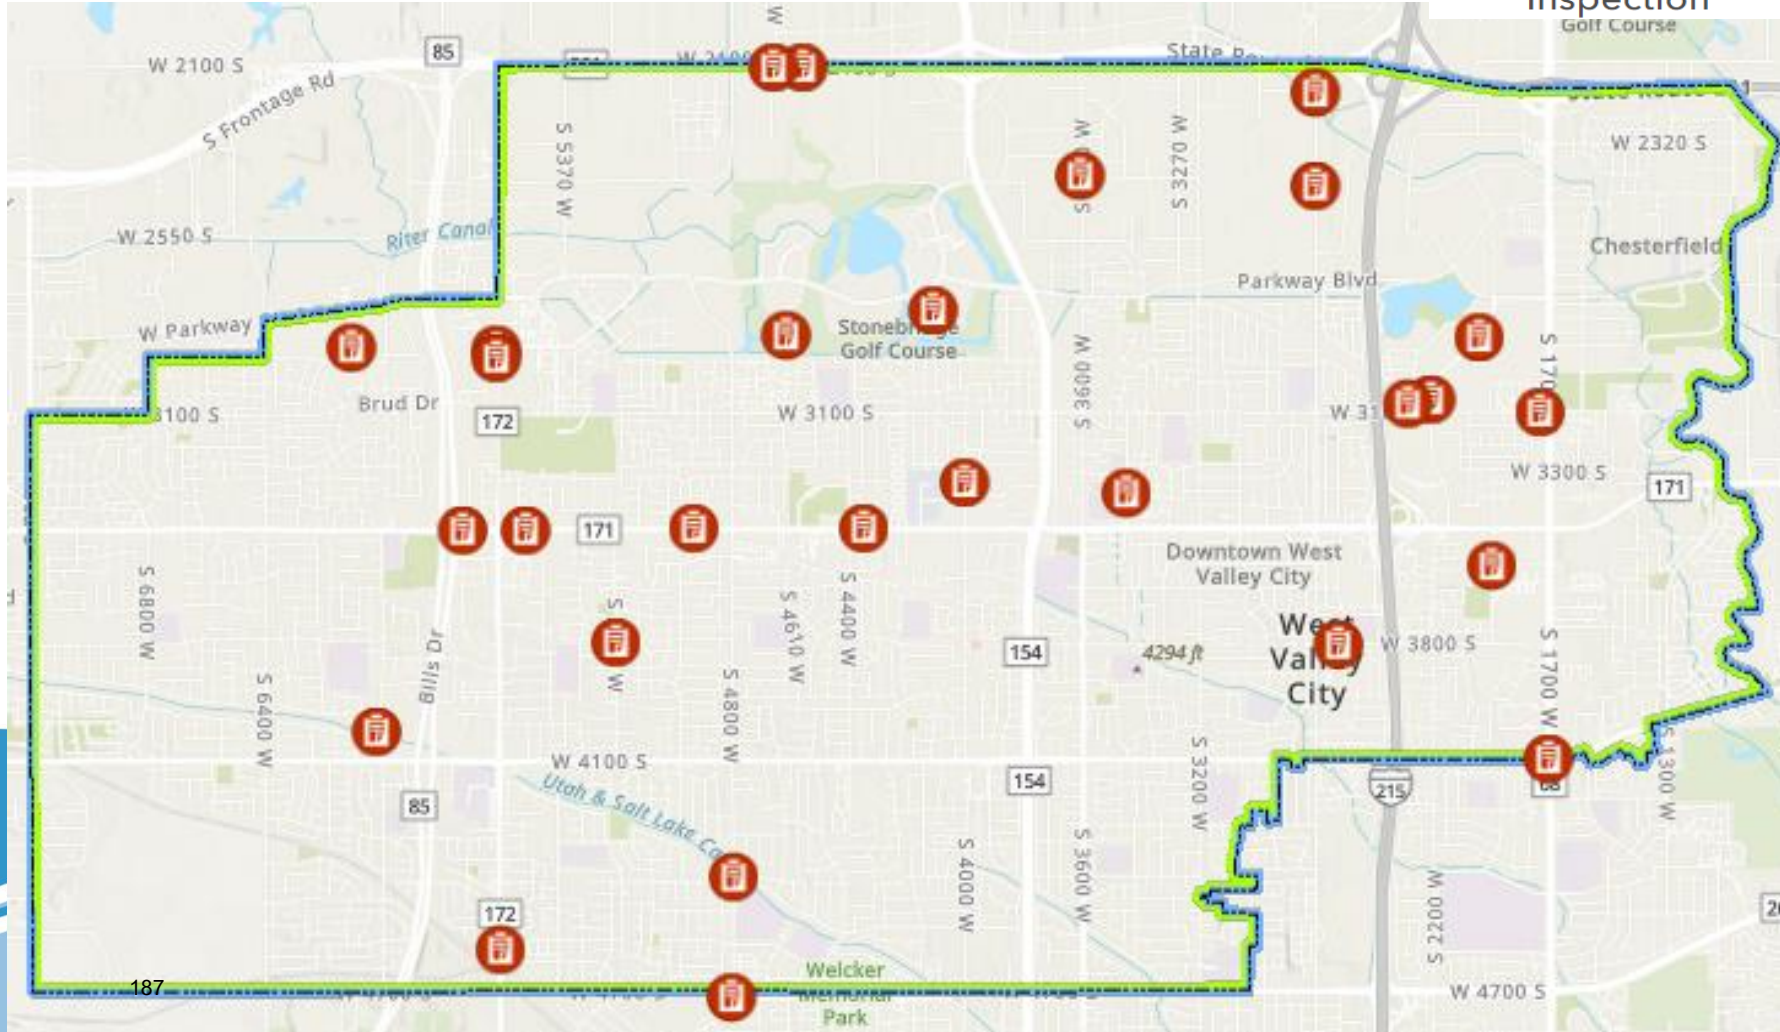 Inspection
Golf Course
W 2100 S
85
State Ro
S Frontage Rd
W 2320 S
S 5370 W
S 3270 W
W 2550 S
Riter Canal
Chesterfield
Parkway Blvd
W Parkway
Stonebridge
Golf Course
S 3600 W
Brud Dr
W 3100 S
172
W 3100 S
W 31
W 3300 S
171
171
Downtown West
Valley City
S 6800 W
S 4610 W
S 4400 W
West
Valley
City
W 3800 S
4294 ft
154
Bills Dr
S 6400 W
S 4800 W
S 1700 W
W 4100 S
154
S 3200 W
215
68
S 1300 W
85
Utah & Salt Lake Ca
S 4000 W
S 3600 W
S 2200 W
172
187
Welcker
Memorial
Park
W 4700 S